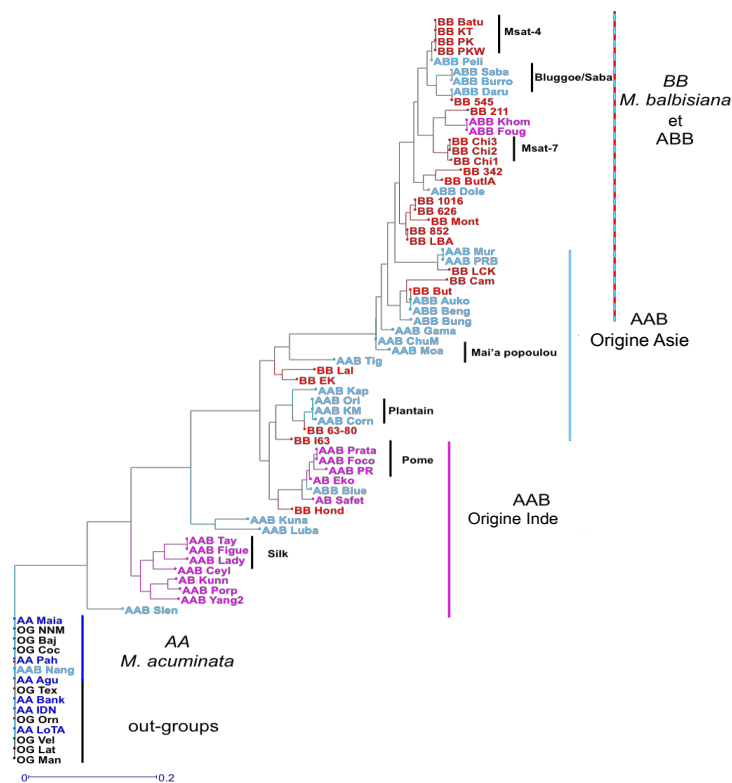 BB Batu
BB KT
BB PK
BB PKW
Msat-4
ABB Peli
ABB Saba
ABB Burro
ABB Daru
Bluggoe/Saba
BB 545
BB 211
ABB Khom
ABB Foug
BB Chi3
BB Chi2
BB Chi1
Msat-7
BB 342
BB ButIA
ABB Dole
BB 1016
BB 626
BB Mont
BB 852
BB LBA
BB
M. balbisiana
et
ABB
AAB Mur
AAB PRB
BB LCK
BB Cam
BB But
ABB Auko
ABB Beng
ABB Bung
AAB Gama
AAB ChuM
AAB Moa
Mai'a popoulou
AAB Tig
BB Lal
BB EK
AAB Kap
AAB Ori
AAB KM
AAB Corn
Plantain
BB 63-80
BB I63
AAB
Origine Asie
AAB Prata
AAB Foco
AAB PR
Pome
AB Eko
ABB Blue
AB Safet
BB Hond
AAB Kuna
AAB Luba
AAB Tay
AAB Figue
AAB Lady
Silk
AAB Ceyl
AB Kunn
AAB Porp
AAB Yang2
AAB Sien
AAB
Origine Inde
AA Maia
OG NNM
OG Baj
OG Coc
AA Pah
AAB Nang
AA Agu
OG Tex
AA Bank
AA IDN
OG Orn
AA LoTA
OG Vel
OG Lat
OG Man
AA
M. acuminata
out-groups
0 0.2